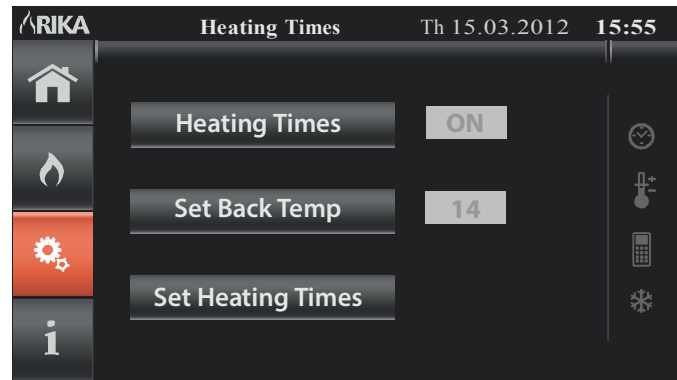 RIKA Heating Times Th 15.03.2012 15:55
Heating Times ON
Set Back Temp 14
Set Heating Times
i